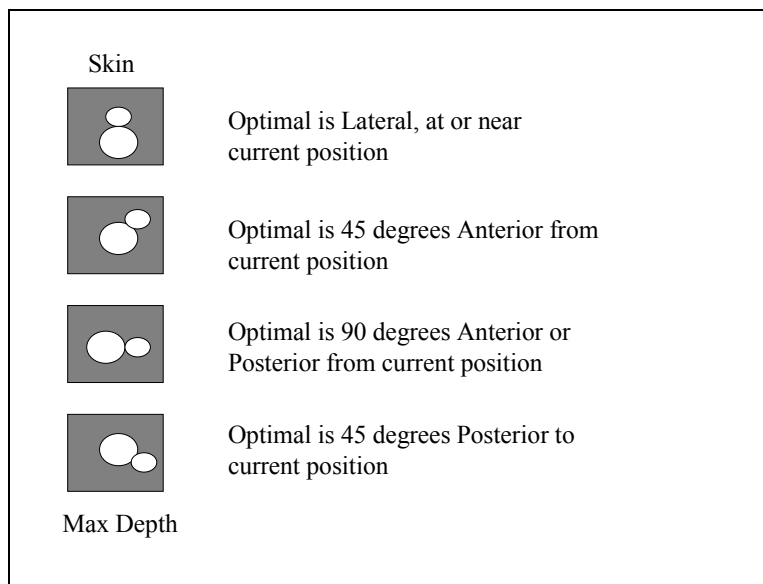 Skin
Optimal is Lateral, at or near
current position
Optimal is 45 degrees Anterior from
current position
Optimal is 90 degrees Anterior or
Posterior from current position
Optimal is 45 degrees Posterior to
current position
Max Depth